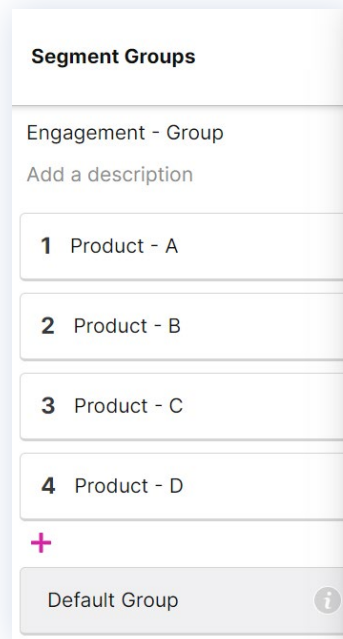 Segment Groups
Engagement - Group
Add a description
1 Product - A
2 Product - B
3 Product - C
4 Product - D
+
Default Group i